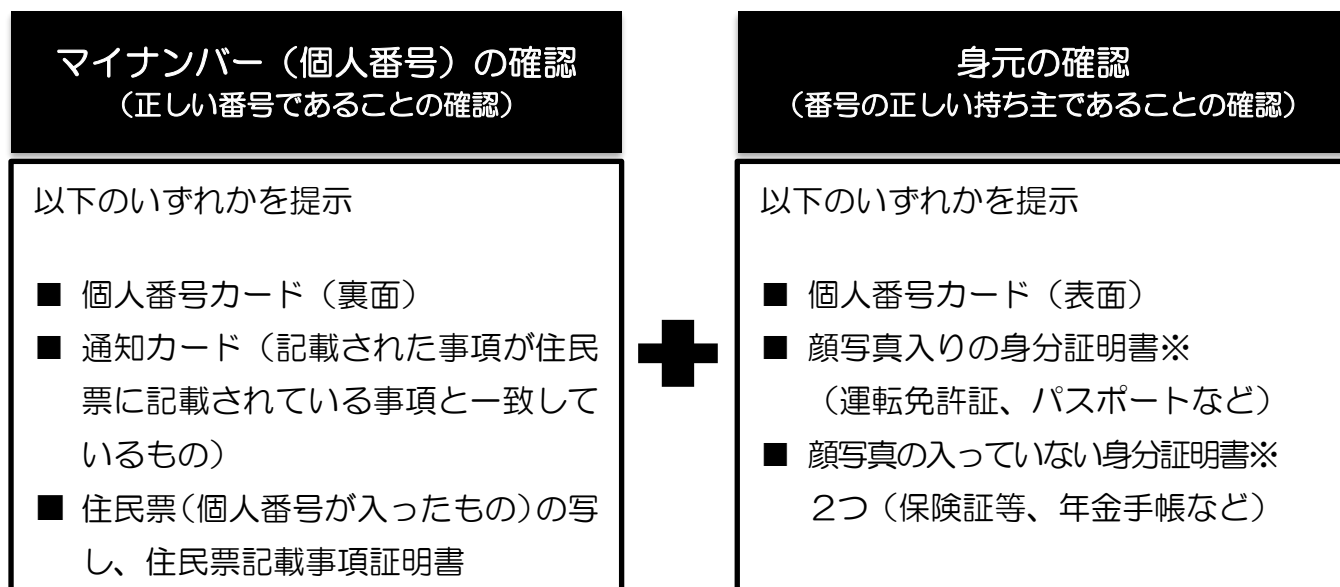 マイナンバー（個人番号）の確認
（正しい番号であることの確認）
以下のいずれかを提示
■ 個人番号カード（裏面）
■ 通知カード（記載された事項が住民
票に記載されている事項と一致して
いるもの）
■ 住民票（個人番号が入ったもの）の写
し、住民票記載事項証明書
身元の確認
（番号の正しい持ち主であることの確認）
以下のいずれかを提示
■ 個人番号カード（表面）
■ 顔写真入りの身分証明書※
（運転免許証、パスポートなど）
■ 顔写真の入っていない身分証明書※
２つ（保険証等、年金手帳など）